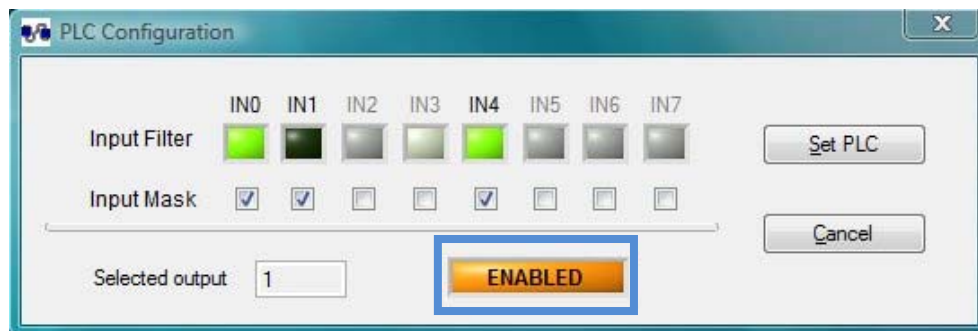 PLC Configuration
X
IN0 IN1 IN2 IN3 IN4 IN5 IN6 IN7
Input Filter
Set PLC
Input Mask
Cancel
Selected output 1
ENABLED